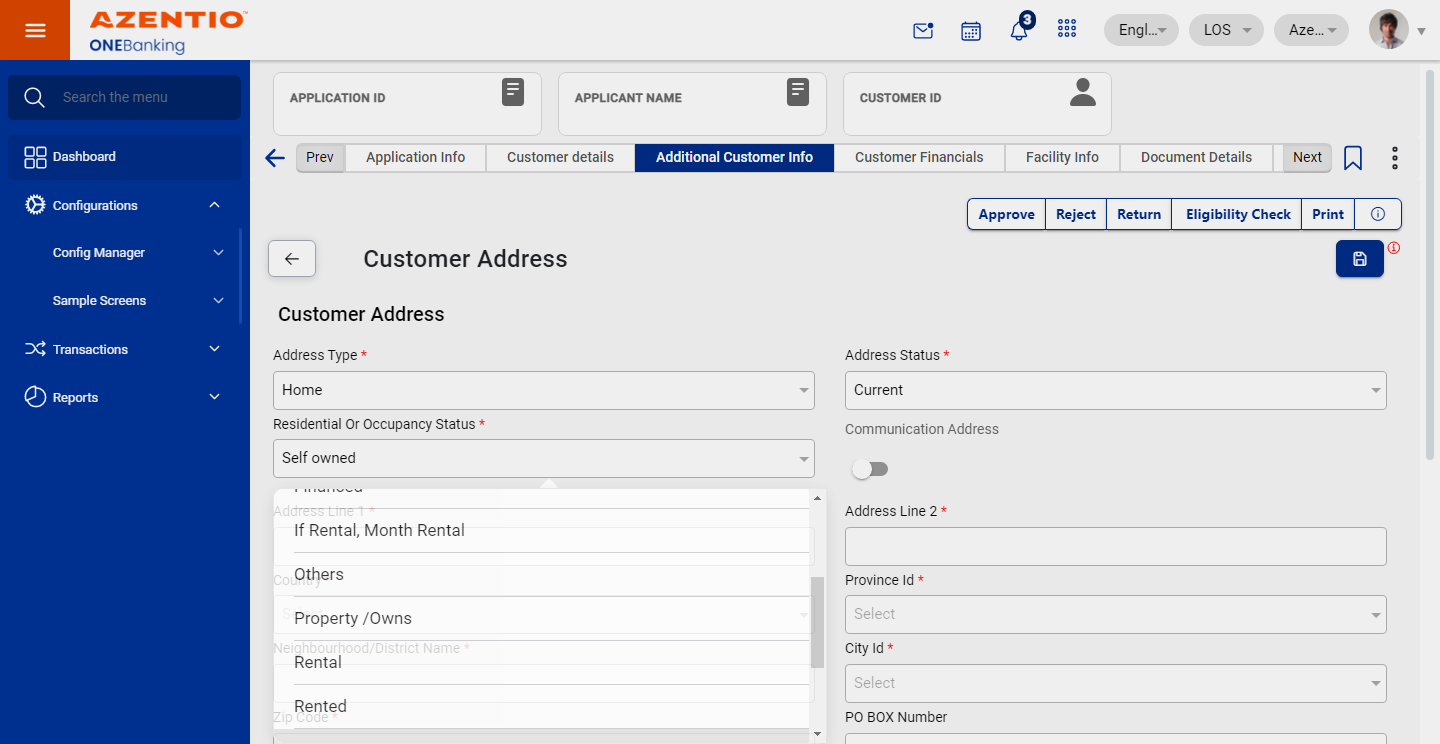 AZENTIO™
ONEBanking
3
Engl...
LOS
Aze...
Search the menu
Dashboard
Configurations
Config Manager
Sample Screens
Transactions
Reports
APPLICATION ID
APPLICANT NAME
CUSTOMER ID
Prev
Application Info
Customer details
Additional Customer Info
Customer Financials
Facility Info
Document Details
Next
Approve
Reject
Return
Eligibility Check
Print
Customer Address
Customer Address
Address Type *
Address Status *
Home
Current
Residential Or Occupancy Status *
Communication Address
Self owned
Financed
Address Line 1 *
Address Line 2 *
If Rental, Month Rental
Others
Country
Province Id *
Select
Property /Owns
Neighbourhood/District Name *
City Id *
Rental
Select
Rented
Zip Code *
PO BOX Number